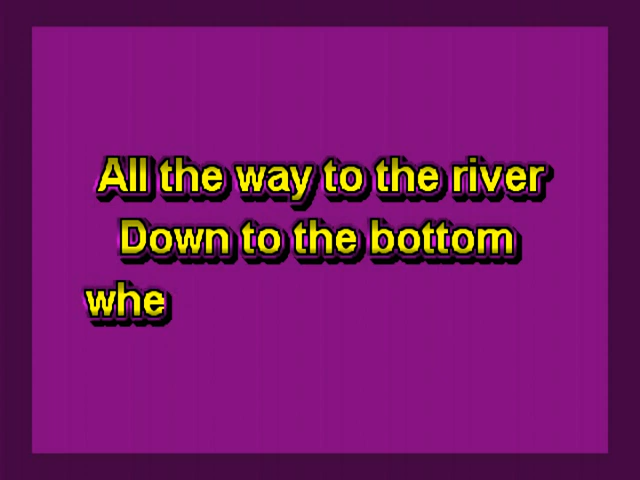 All the way to the river
Down to the bottom
whe